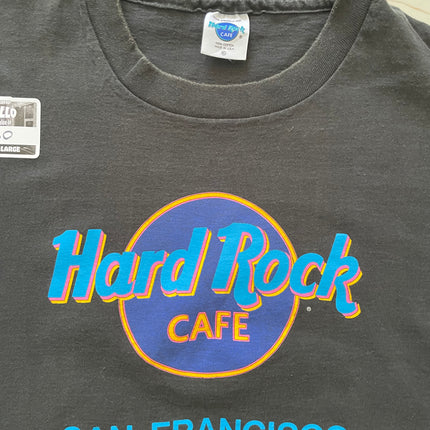 Hard Rock
CAFE
LARGE
Hard Rock
CAFE
®
SAN FRANCISCO